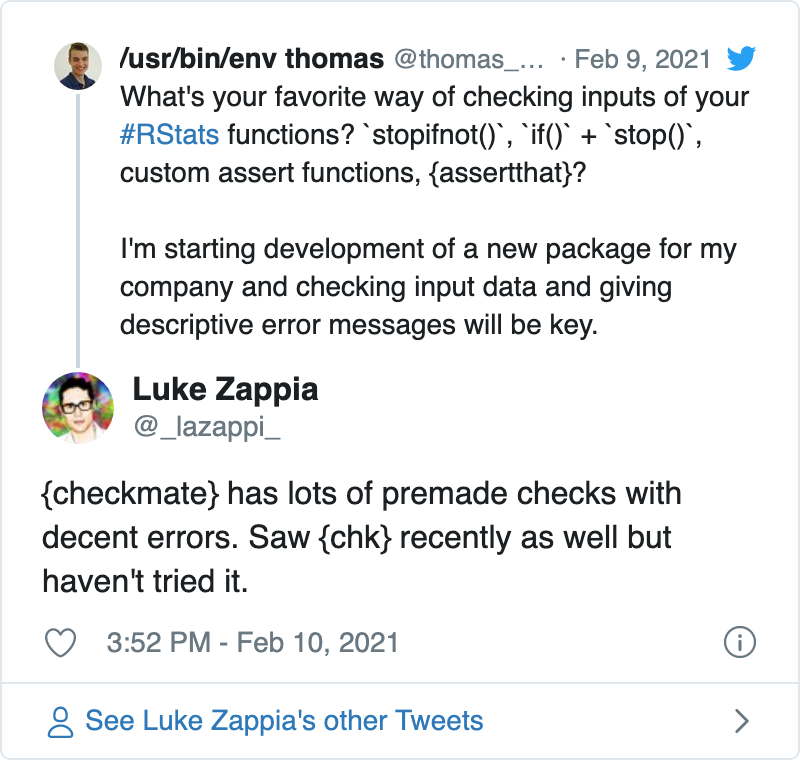 /usr/bin/env thomas @thomas_... · Feb 9, 2021
What's your favorite way of checking inputs of your
#RStats functions? `stopifnot()`, `if()` + `stop()`,
custom assert functions, {assertthat}?
I'm starting development of a new package for my
company and checking input data and giving
descriptive error messages will be key.
Luke Zappia
@_lazappi_
{checkmate} has lots of premade checks with
decent errors. Saw {chk} recently as well but
haven't tried it.
3:52 PM - Feb 10, 2021
See Luke Zappia's other Tweets